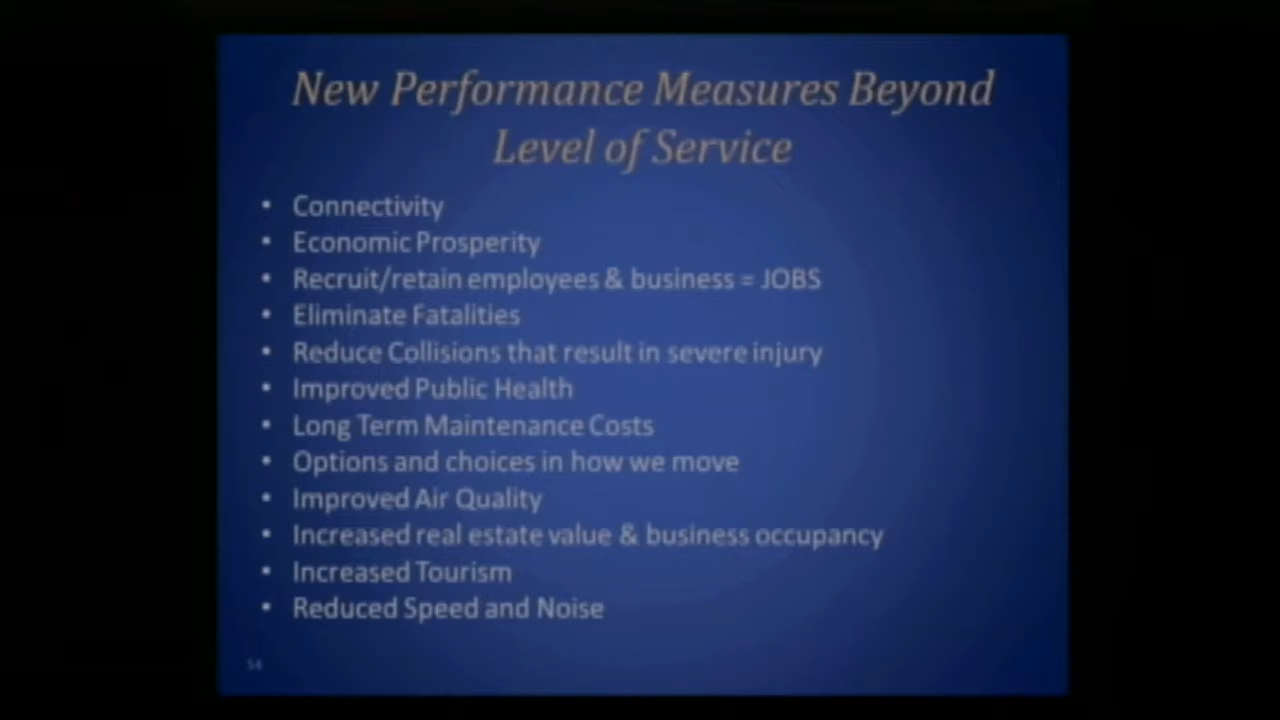 New Performance Measures Beyond
Level of Service
• Connectivity
• Economic Prosperity
• Recruit/retain employees & business = JOBS
• Eliminate Fatalities
• Reduce Collisions that result in severe injury
• Improved Public Health
• Long Term Maintenance Costs
• Options and choices in how we move
• Improved Air Quality
• Increased real estate value & business occupancy
• Increased Tourism
• Reduced Speed and Noise
54